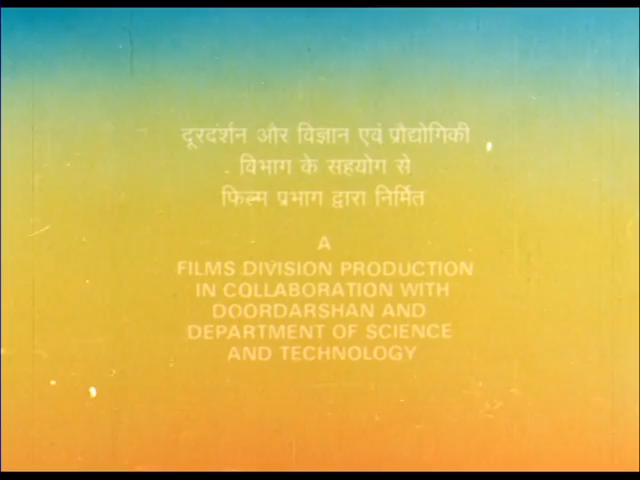 दूरदर्शन और विज्ञान एवं प्रौद्योगिकी
विभाग के सहयोग से
फिल्म प्रभाग द्वारा निर्मित
A
FILMS DIVISION PRODUCTION
IN COLLABORATION WITH
DOORDARSHAN AND
DEPARTMENT OF SCIENCE
AND TECHNOLOGY